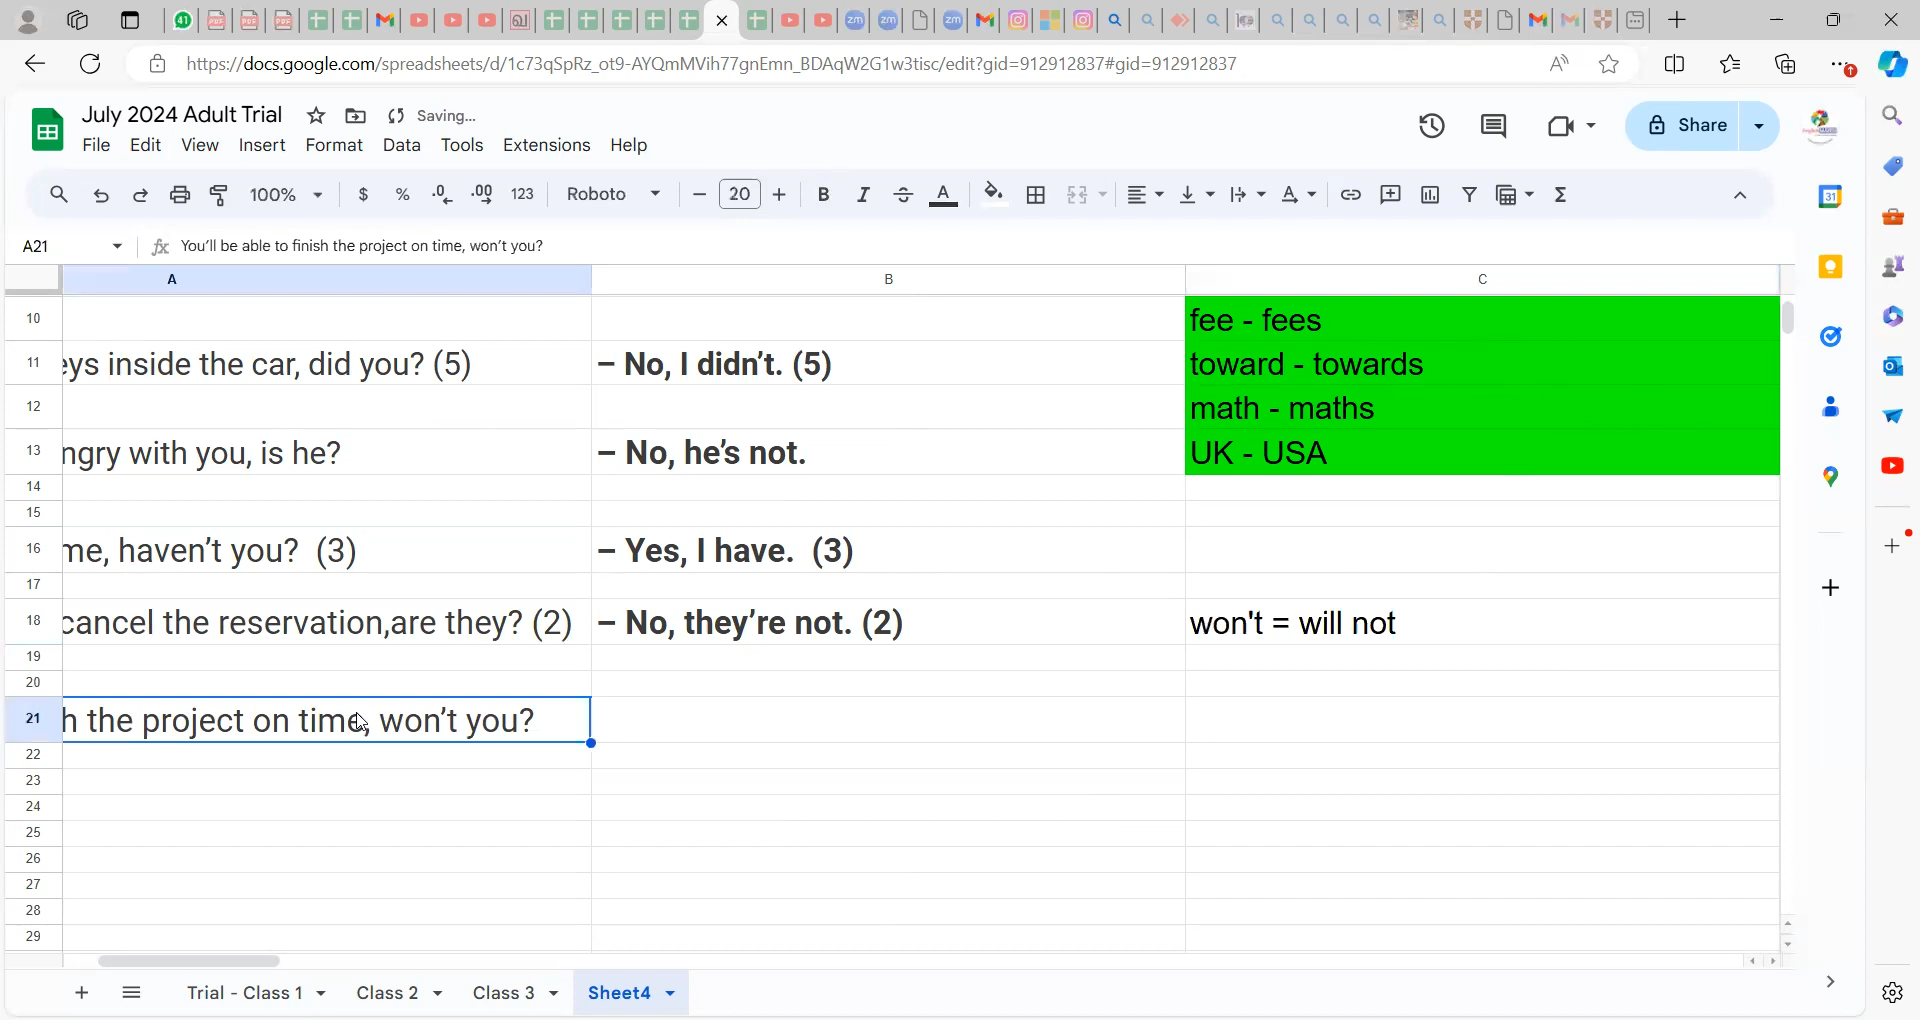 41
https://docs.google.com/spreadsheets/d/1c73qSpRz_ot9-AYQmMVih77gnEmn_BDAqW2G1w3tisc/edit?gid=912912837#gid=912912837
July 2024 Adult Trial Saving...
File Edit View Insert Format Data Tools Extensions Help
Share
100% $ % .0 .00 123 Roboto 20 B I A
A21 fx You'll be able to finish the project on time, won't you?
A B C
10 fee - fees
11 eys inside the car, did you? (5) – No, I didn't. (5) toward - towards
12 math - maths
13 ngry with you, is he? – No, he's not. UK - USA
14
15
16 me, haven't you? (3) – Yes, I have. (3)
17
18 cancel the reservation,are they? (2) – No, they're not. (2) won't = will not
19
20
21 h the project on time, won't you?
22
23
24
25
26
27
28
29
Trial - Class 1 Class 2 Class 3 Sheet4